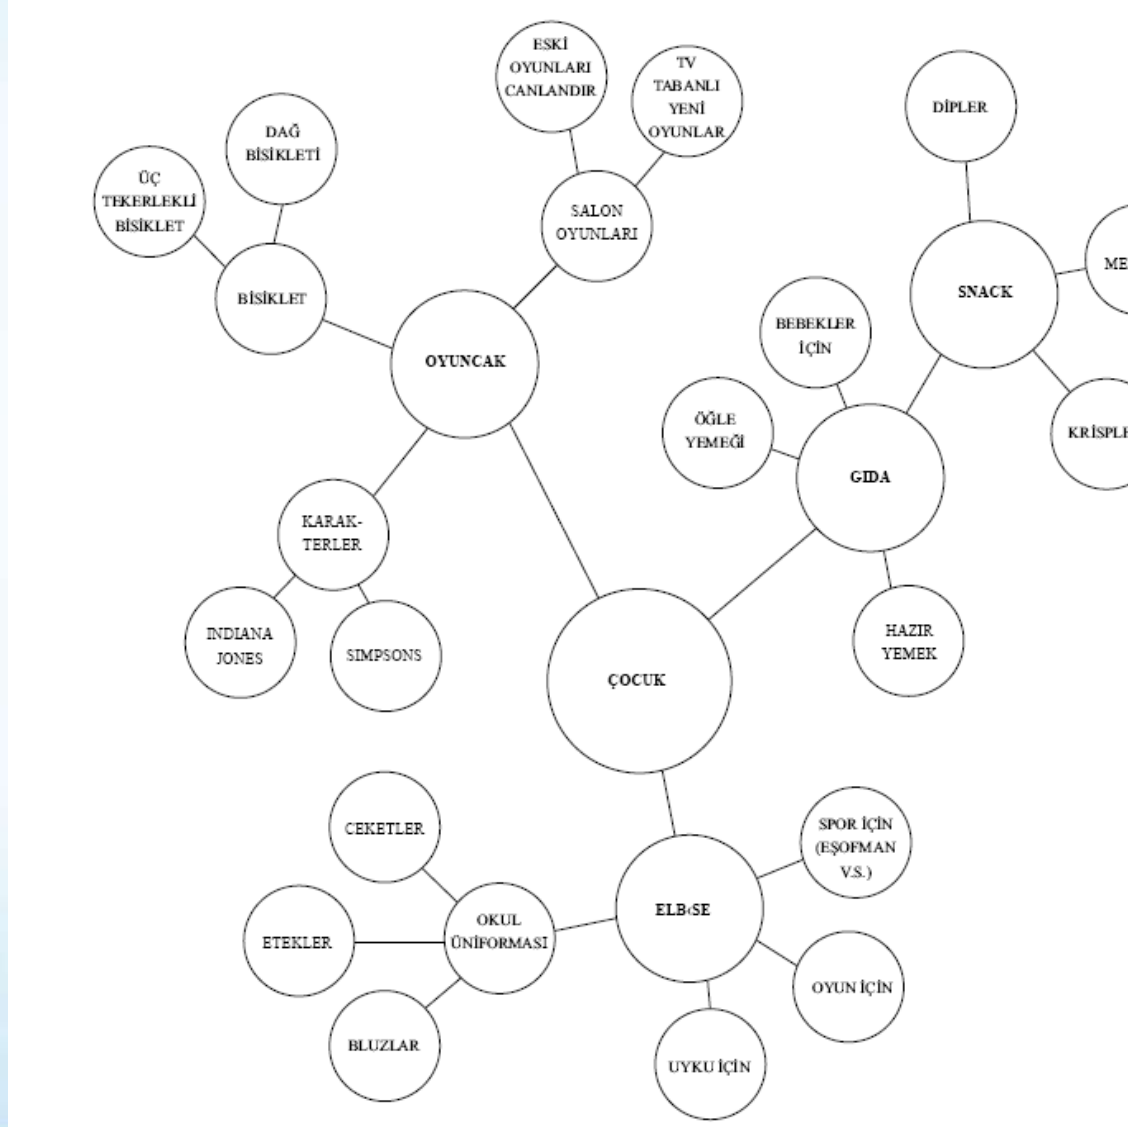 ESKİ
OYUNLARI
CANLANDIR
TV
TABANLI
YENİ
OYUNLAR
DİPLER
DAĞ
BİSİKLETİ
ÜÇ
TEKERLEKLİ
BİSİKLET
SALON
OYUNLARI
BİSİKLET
SNACK
BEBEKLER
İÇİN
OYUNCAK
ÖĞLE
YEMEĞİ
GIDA
KARAK-
TERLER
INDIANA
JONES
SIMPSONS
HAZIR
YEMEK
ÇOCUK
CEKETLER
SPOR İÇİN
(EŞOFMAN
V.S.)
ELB‹SE
OKUL
ÜNİFORMASI
ETEKLER
OYUN İÇİN
BLUZLAR
UYKU İÇİN